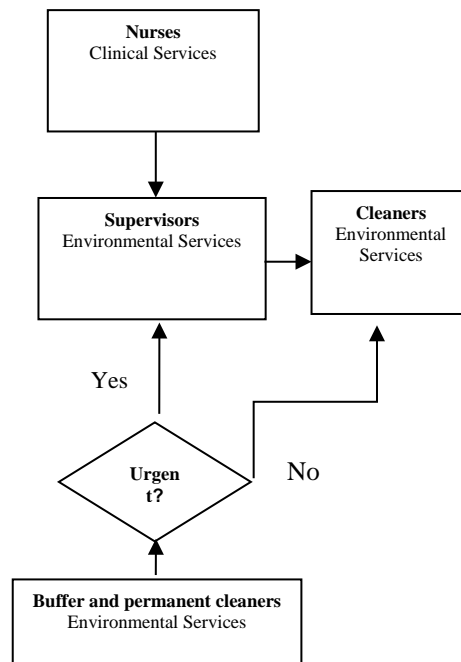 Nurses
Clinical Services
Supervisors
Environmental Services
Cleaners
Environmental
Services
Yes
Urgen
t?
No
Buffer and permanent cleaners
Environmental Services